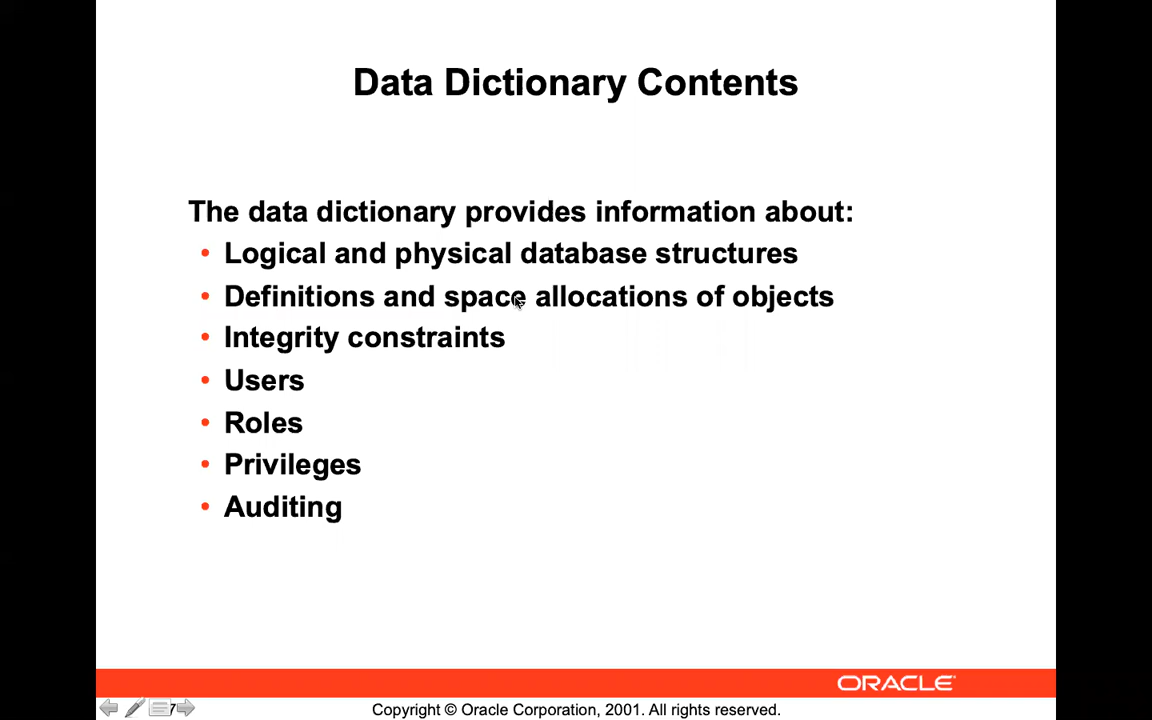 Data Dictionary Contents
The data dictionary provides information about:
• Logical and physical database structures
• Definitions and space allocations of objects
• Integrity constraints
• Users
• Roles
• Privileges
• Auditing
ORACLE®
7
Copyright © Oracle Corporation, 2001. All rights reserved.